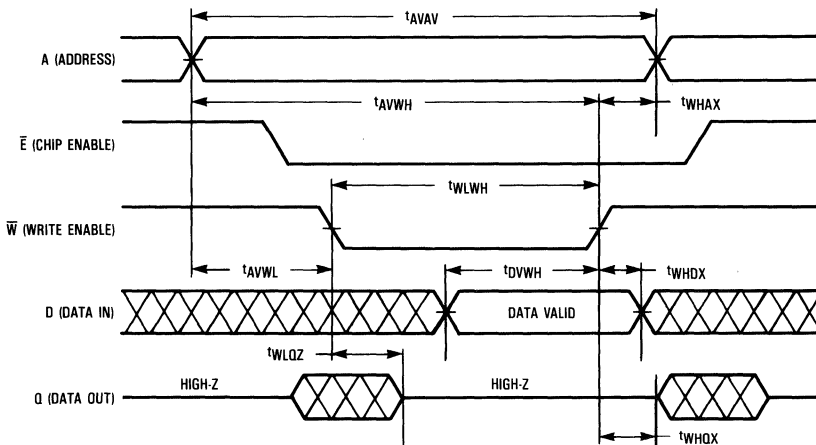 tAVAV
A (ADDRESS)
tAVWH
tWHAX
E̅ (CHIP ENABLE)
tWLWH
W̅ (WRITE ENABLE)
tAVWL
tDVWH
tWHDX
D (DATA IN)
DATA VALID
tWLQZ
HIGH-Z
HIGH-Z
Q (DATA OUT)
tWHQX